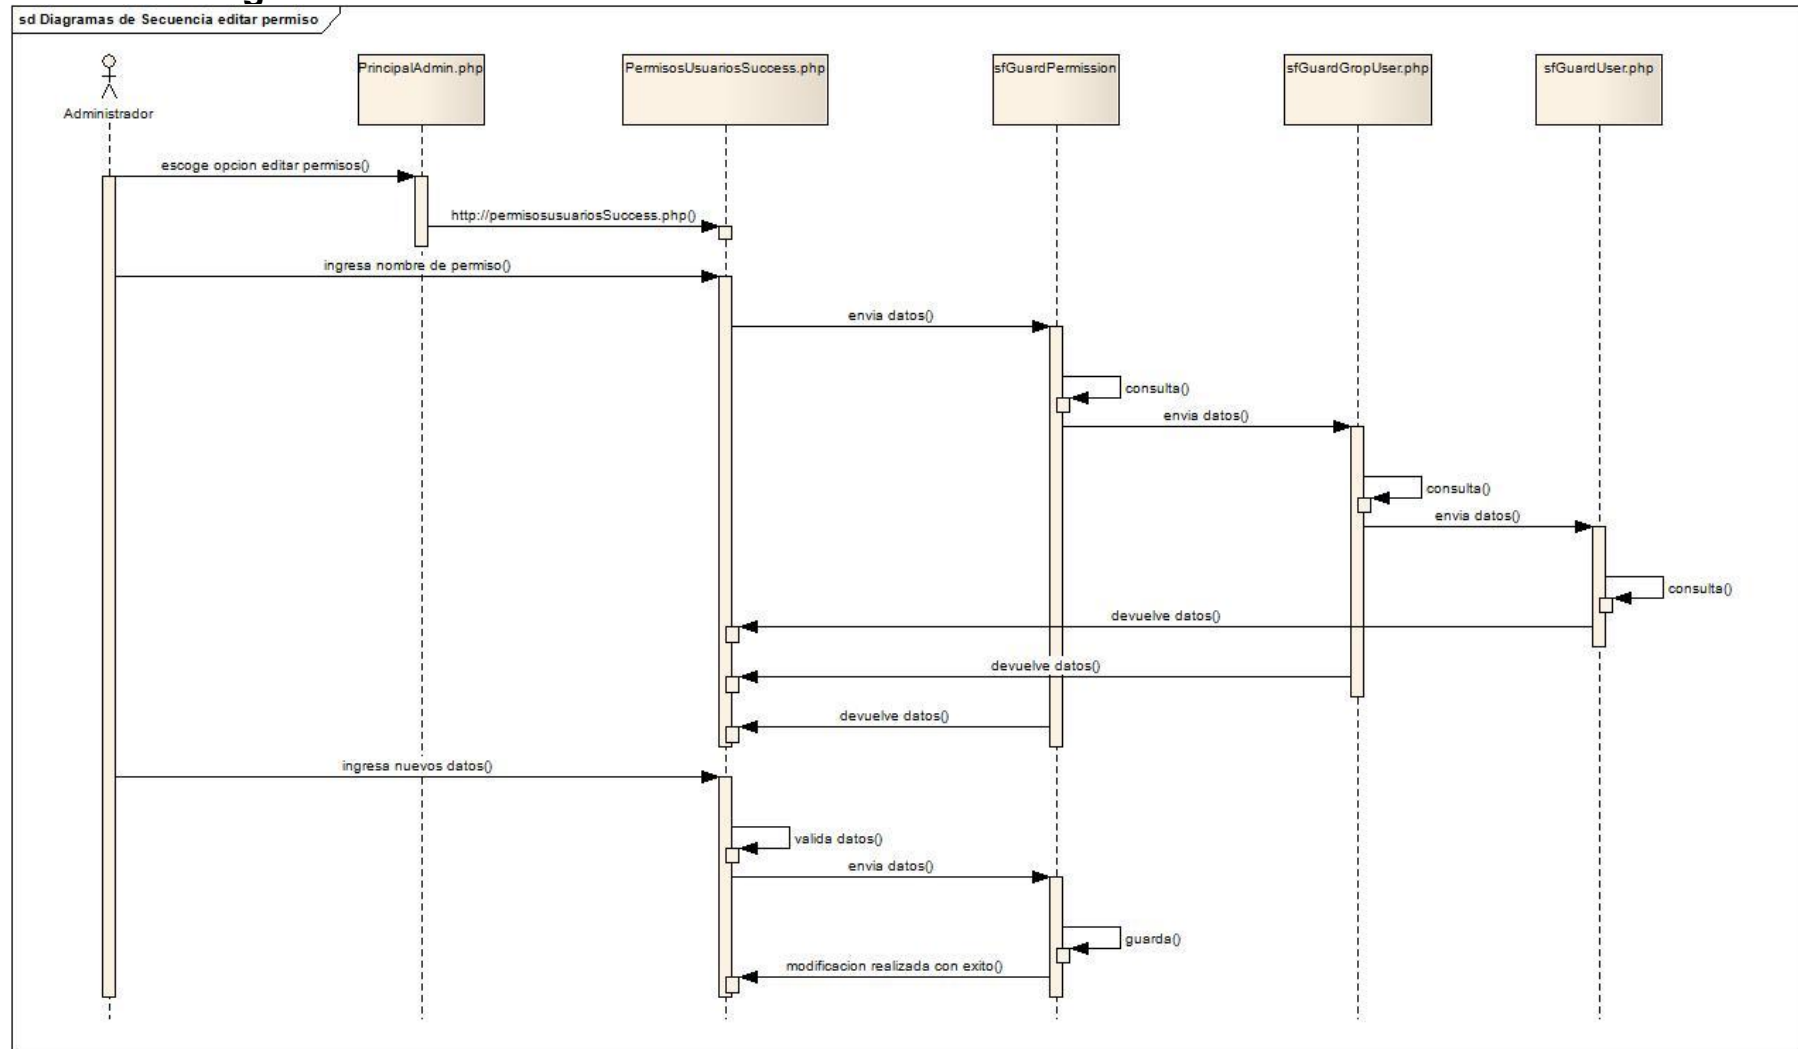 sd Diagramas de Secuencia editar permiso
Administrador
PrincipalAdmin.php
PermisosUsuariosSuccess.php
sfGuardPermission
sfGuardGropUser.php
sfGuardUser.php
escoge opcion editar permisos()
http://permisosusuariosSuccess.php()
ingresa nombre de permiso()
envia datos()
consulta()
envia datos()
consulta()
envia datos()
consulta()
devuelve datos()
devuelve datos()
devuelve datos()
ingresa nuevos datos()
valida datos()
envia datos()
guarda()
modificacion realizada con exito()